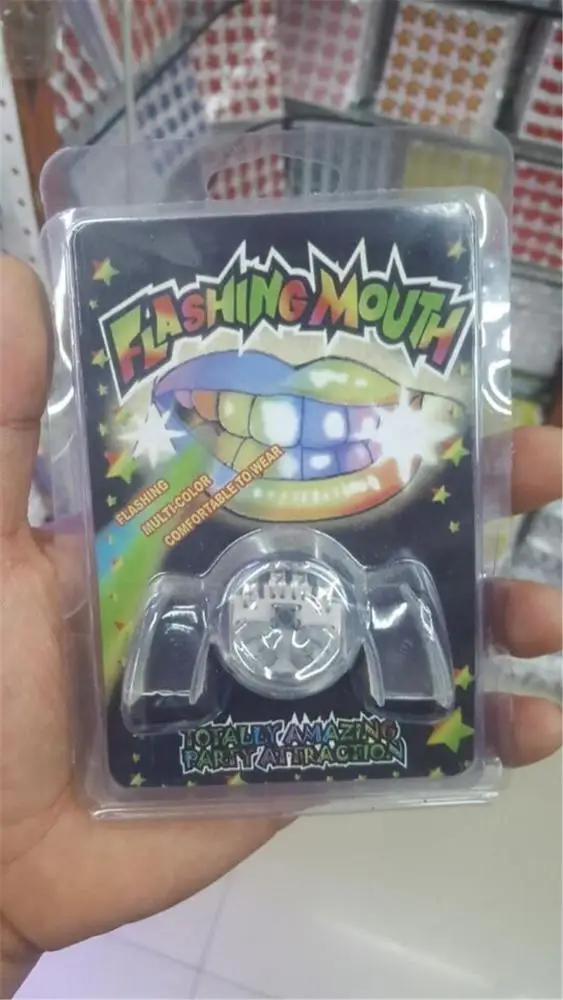 FLASHING MOUTH
FLASHING
MULTI-COLOR
COMFORTABLE TO WEAR
TOTALLY AMAZING
PARTY ATTRACTION